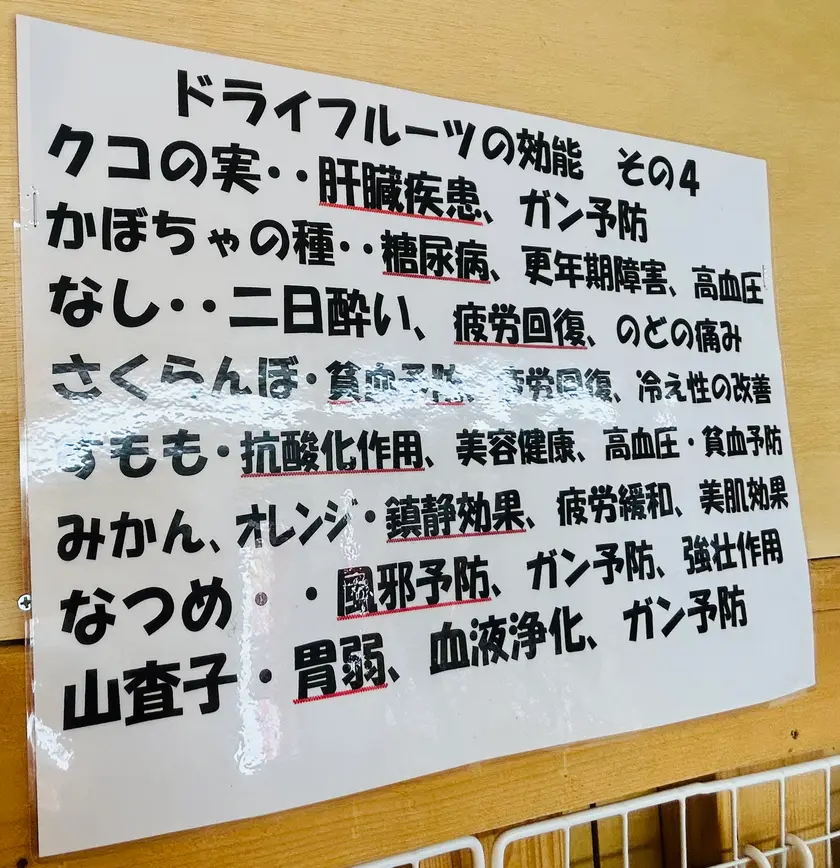 ドライフルーツの効能　その4
クコの実・・肝臓疾患、ガン予防
かぼちゃの種・・糖尿病、更年期障害、高血圧
なし・・二日酔い、疲労回復、のどの痛み
さくらんぼ・貧血予防、疲労回復、冷え性の改善
すもも・抗酸化作用、美容健康、高血圧・貧血予防
みかん、オレンジ・鎮静効果、疲労緩和、美肌効果
なつめ・・風邪予防、ガン予防、強壮作用
山査子・胃弱、血液浄化、ガン予防